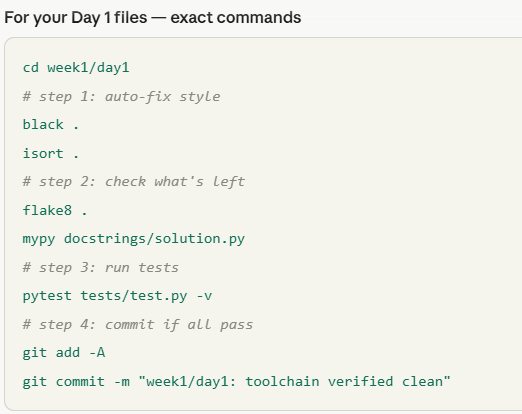 For your Day 1 files — exact commands
cd week1/day1
# step 1: auto-fix style
black .
isort .
# step 2: check what's left
flake8 .
mypy docstrings/solution.py
# step 3: run tests
pytest tests/test.py -v
# step 4: commit if all pass
git add -A
git commit -m "week1/day1: toolchain verified clean"